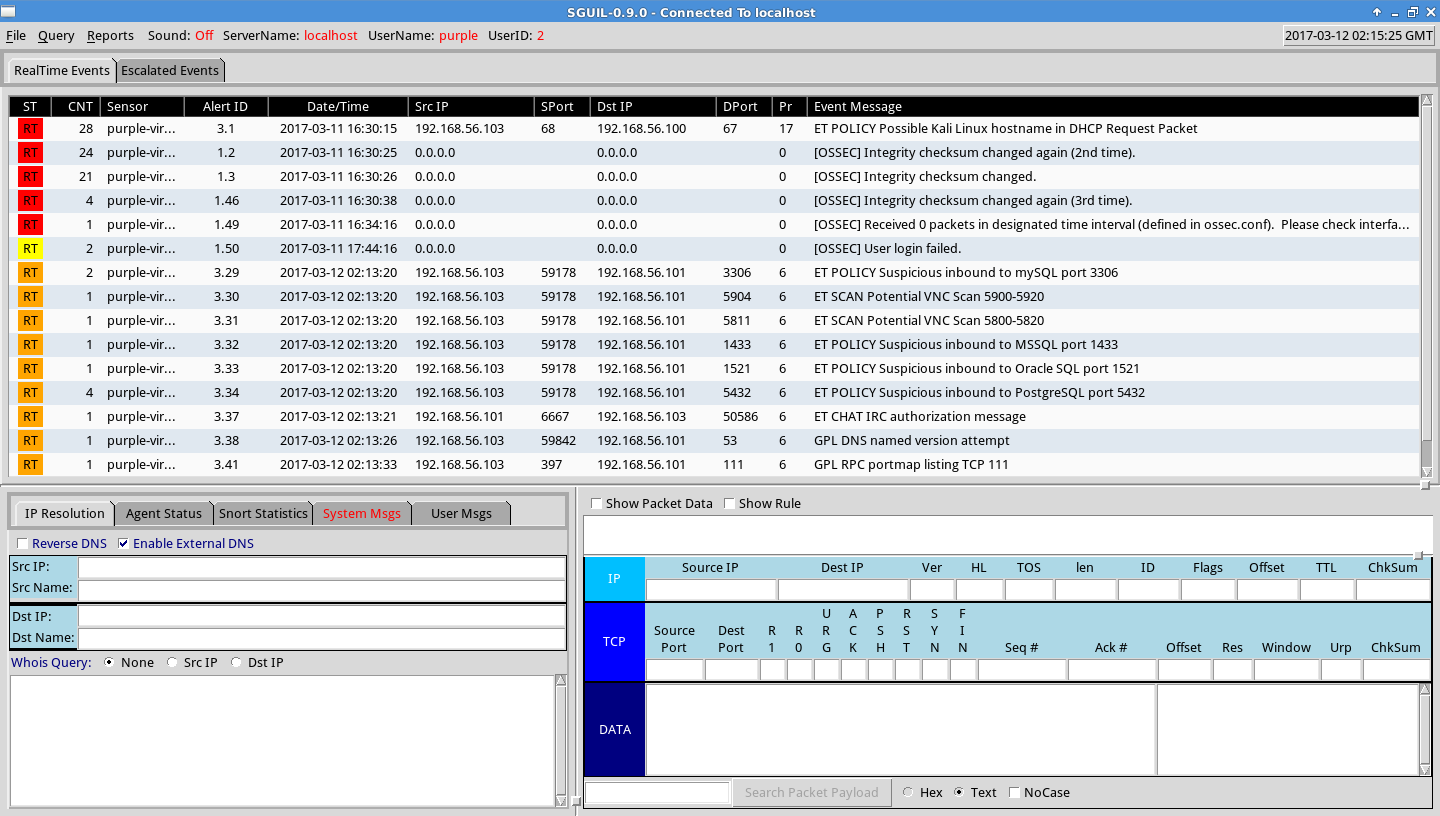 SGUIL-0.9.0 - Connected To localhost
File Query Reports Sound: Off ServerName: localhost UserName: purple UserID: 2 2017-03-12 02:15:25 GMT
RealTime Events Escalated Events
ST CNT Sensor Alert ID Date/Time Src IP SPort Dst IP DPort Pr Event Message
RT 28 purple-vir... 3.1 2017-03-11 16:30:15 192.168.56.103 68 192.168.56.100 67 17 ET POLICY Possible Kali Linux hostname in DHCP Request Packet
RT 24 purple-vir... 1.2 2017-03-11 16:30:25 0.0.0.0 0.0.0.0 0 [OSSEC] Integrity checksum changed again (2nd time).
RT 21 purple-vir... 1.3 2017-03-11 16:30:26 0.0.0.0 0.0.0.0 0 [OSSEC] Integrity checksum changed.
RT 4 purple-vir... 1.46 2017-03-11 16:30:38 0.0.0.0 0.0.0.0 0 [OSSEC] Integrity checksum changed again (3rd time).
RT 1 purple-vir... 1.49 2017-03-11 16:34:16 0.0.0.0 0.0.0.0 0 [OSSEC] Received 0 packets in designated time interval (defined in ossec.conf). Please check interfa...
RT 2 purple-vir... 1.50 2017-03-11 17:44:16 0.0.0.0 0.0.0.0 0 [OSSEC] User login failed.
RT 2 purple-vir... 3.29 2017-03-12 02:13:20 192.168.56.103 59178 192.168.56.101 3306 6 ET POLICY Suspicious inbound to mySQL port 3306
RT 1 purple-vir... 3.30 2017-03-12 02:13:20 192.168.56.103 59178 192.168.56.101 5904 6 ET SCAN Potential VNC Scan 5900-5920
RT 1 purple-vir... 3.31 2017-03-12 02:13:20 192.168.56.103 59178 192.168.56.101 5811 6 ET SCAN Potential VNC Scan 5800-5820
RT 1 purple-vir... 3.32 2017-03-12 02:13:20 192.168.56.103 59178 192.168.56.101 1433 6 ET POLICY Suspicious inbound to MSSQL port 1433
RT 1 purple-vir... 3.33 2017-03-12 02:13:20 192.168.56.103 59178 192.168.56.101 1521 6 ET POLICY Suspicious inbound to Oracle SQL port 1521
RT 4 purple-vir... 3.34 2017-03-12 02:13:20 192.168.56.103 59178 192.168.56.101 5432 6 ET POLICY Suspicious inbound to PostgreSQL port 5432
RT 1 purple-vir... 3.37 2017-03-12 02:13:21 192.168.56.101 6667 192.168.56.103 50586 6 ET CHAT IRC authorization message
RT 1 purple-vir... 3.38 2017-03-12 02:13:26 192.168.56.103 59842 192.168.56.101 53 6 GPL DNS named version attempt
RT 1 purple-vir... 3.41 2017-03-12 02:13:33 192.168.56.103 397 192.168.56.101 111 6 GPL RPC portmap listing TCP 111
IP Resolution Agent Status Snort Statistics System Msgs User Msgs
Reverse DNS Enable External DNS
Src IP:
Src Name:
Dst IP:
Dst Name:
Whois Query: None Src IP Dst IP
Show Packet Data Show Rule
IP Source IP Dest IP Ver HL TOS len ID Flags Offset TTL ChkSum
TCP Source Port Dest Port R1 R0 URG ACK PSH RST SYN FIN Seq # Ack # Offset Res Window Urp ChkSum
DATA
Search Packet Payload Hex Text NoCase